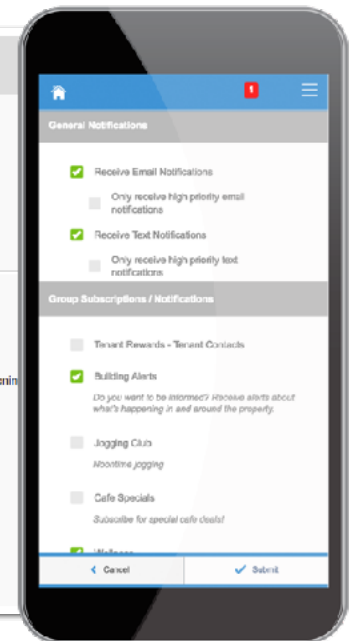 1
General Notifications
Receive Email Notifications
Only receive high priority email
notifications
Receive Text Notifications
Only receive high priority text
notifications
Group Subscriptions / Notifications
Tenant Rewards - Tenant Contacts
Building Alerts
Do you want to be informed? Receive alerts about
what's happening in and around the property.
Jogging Club
Noontime jogging
Cafe Specials
Subscribe for special cafe deals!
Wellness
Cancel
Submit